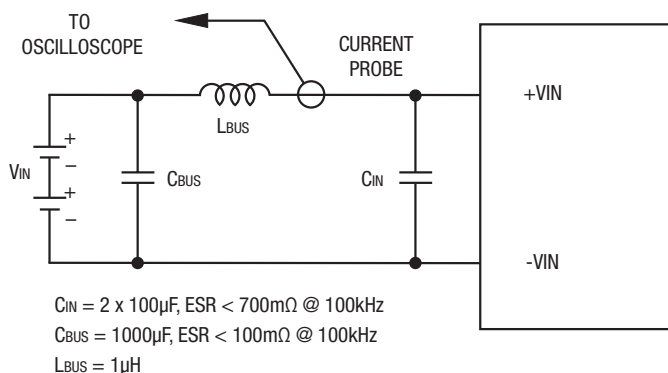 TO
OSCILLOSCOPE
CURRENT
PROBE
+VIN
LBUS
+
VIN
−
+
−
CBUS
CIN
-VIN
CIN = 2 x 100µF, ESR < 700mΩ @ 100kHz
CBUS = 1000µF, ESR < 100mΩ @ 100kHz
LBUS = 1µH